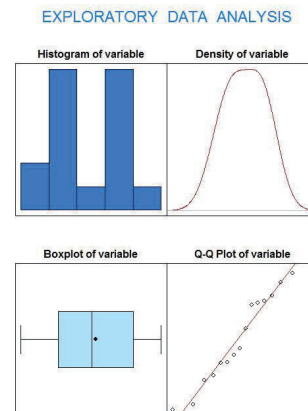 EXPLORATORY DATA ANALYSIS
Histogram of variable
Density of variable
Boxplot of variable
Q-Q Plot of variable